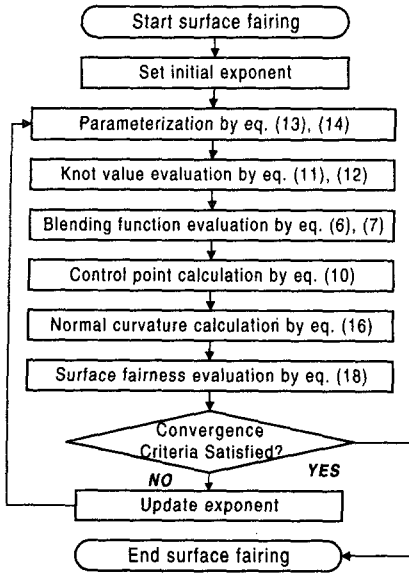 Start surface fairing
Set initial exponent
Parameterization by eq. (13), (14)
Knot value evaluation by eq. (11), (12)
Blending function evaluation by eq. (6), (7)
Control point calculation by eq. (10)
Normal curvature calculation by eq. (16)
Surface fairness evaluation by eq. (18)
Convergence
Criteria Satisfied?
NO
YES
Update exponent
End surface fairing